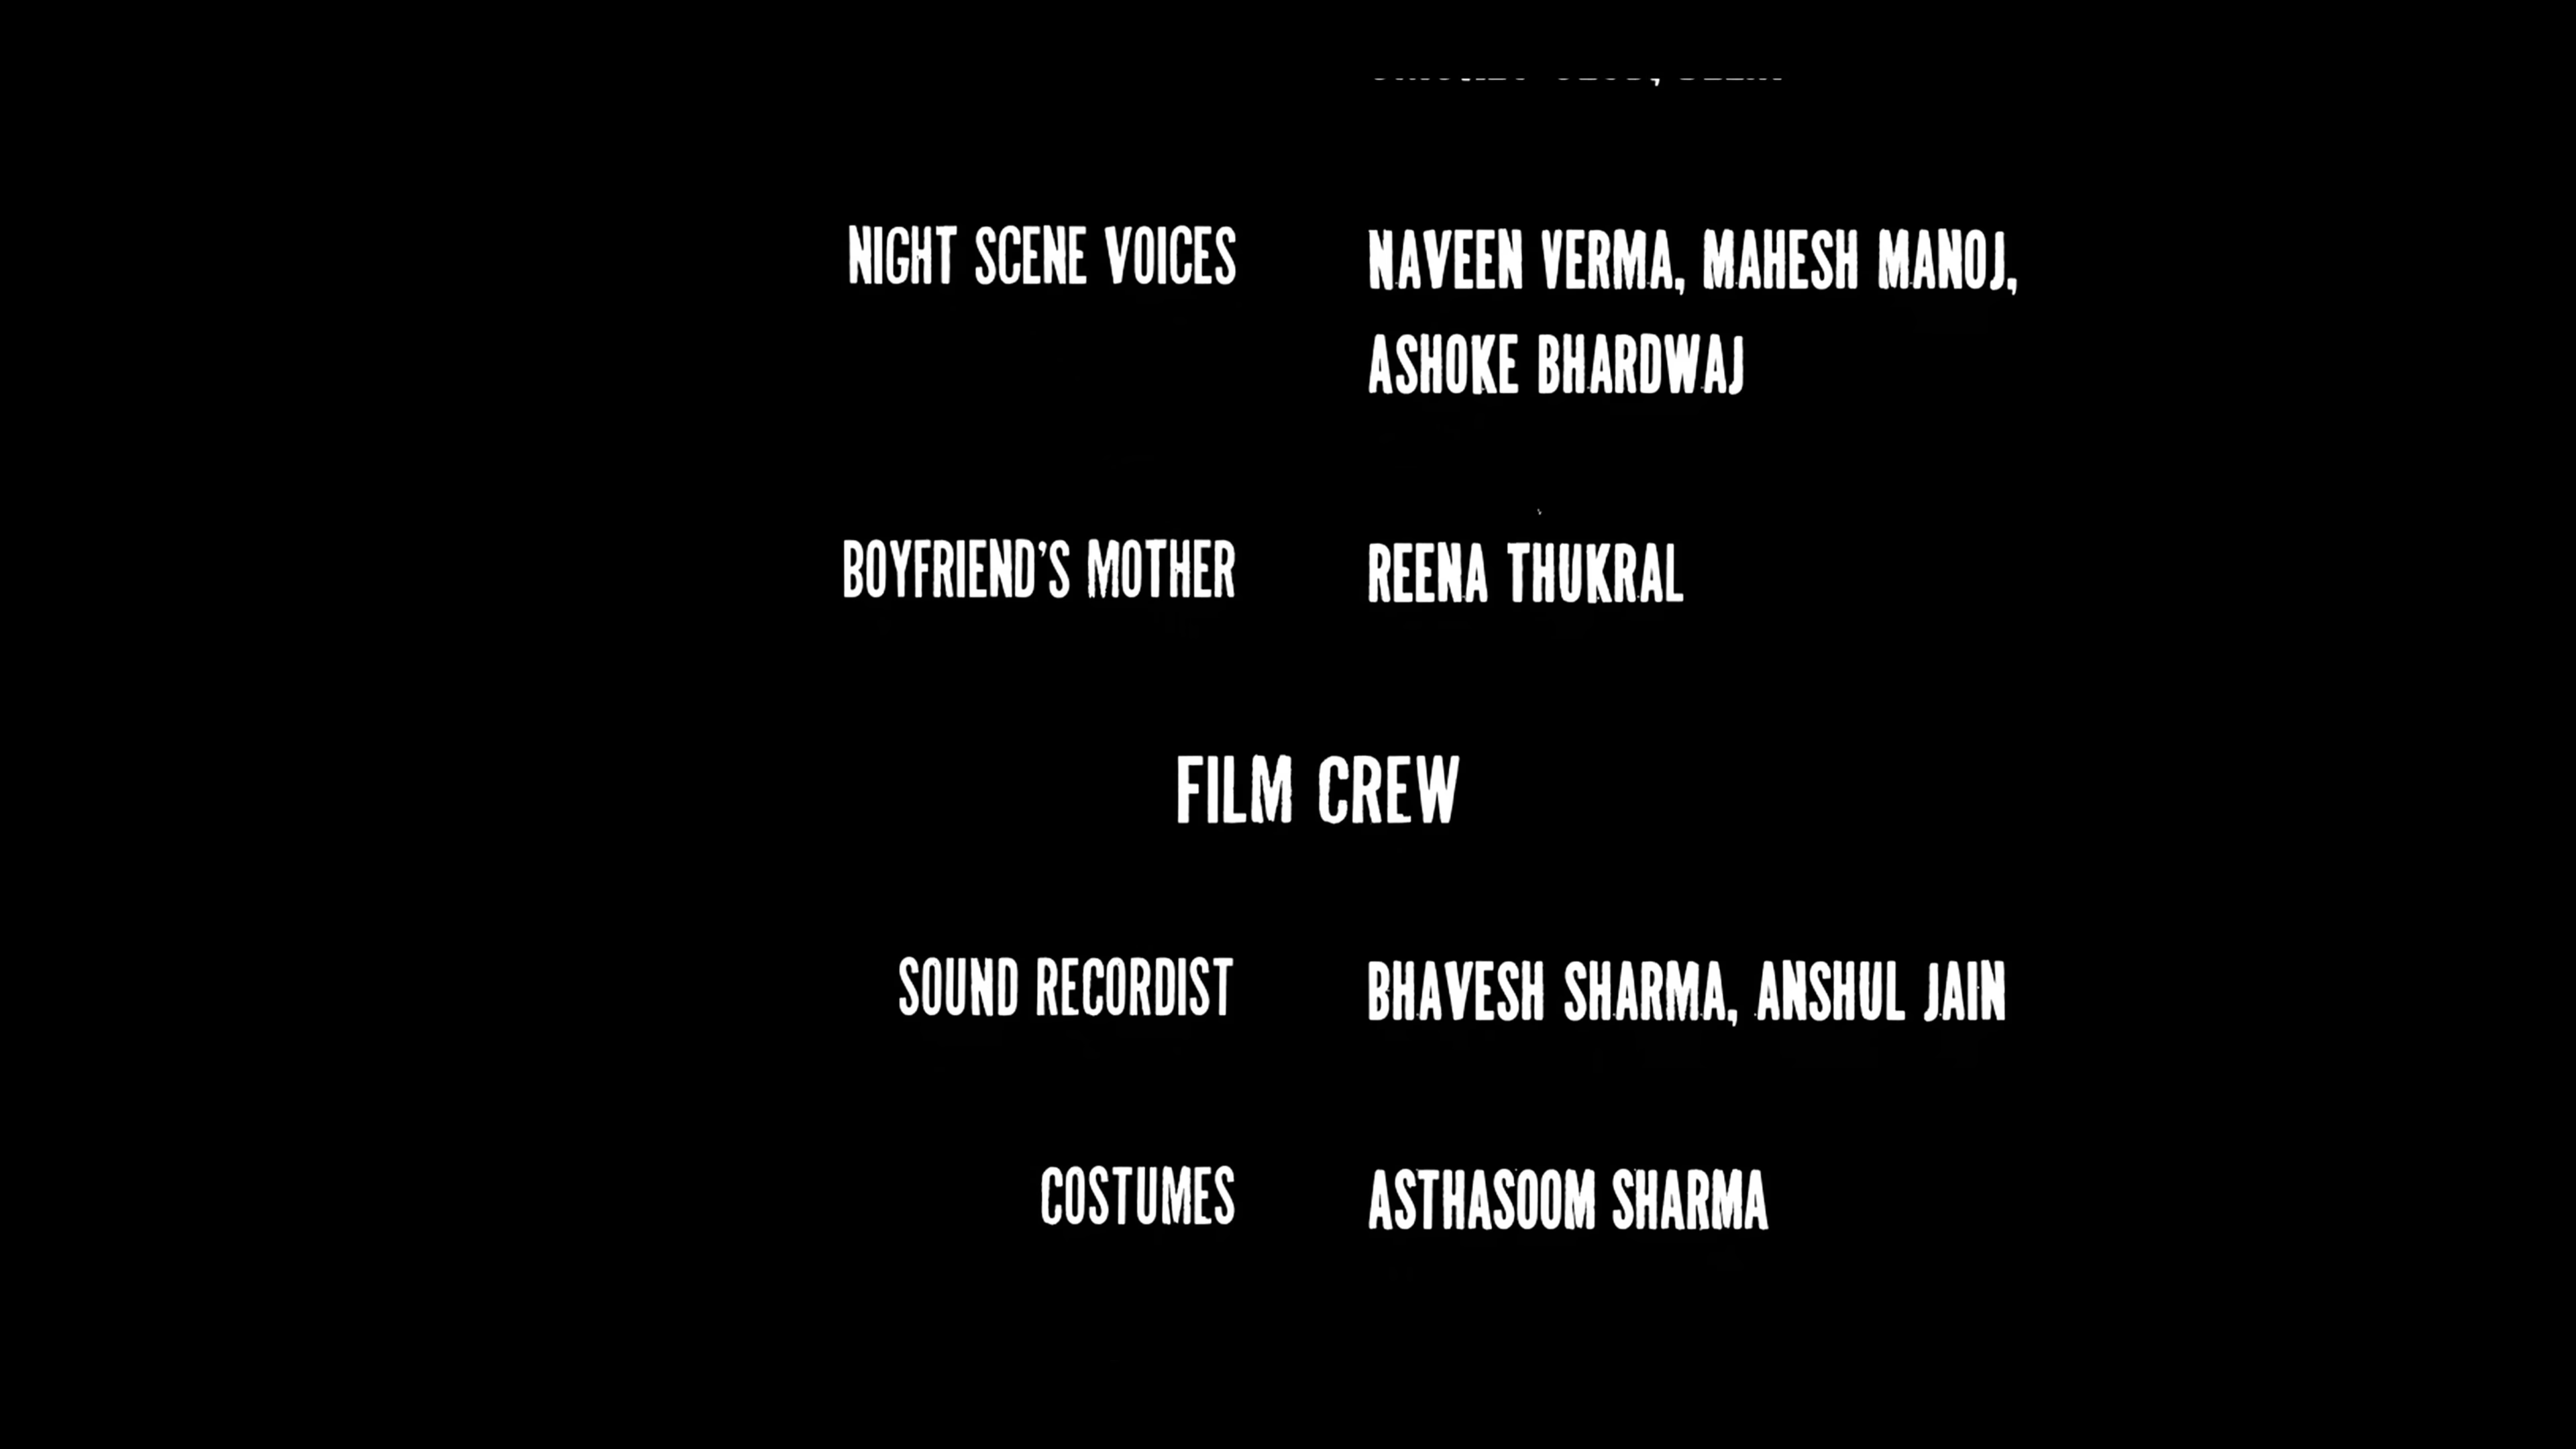 NIGHT SCENE VOICES NAVEEN VERMA, MAHESH MANOJ,
ASHOKE BHARDWAJ
BOYFRIEND'S MOTHER REENA THUKRAL
FILM CREW
SOUND RECORDIST BHAVESH SHARMA, ANSHUL JAIN
COSTUMES ASTHASOOM SHARMA